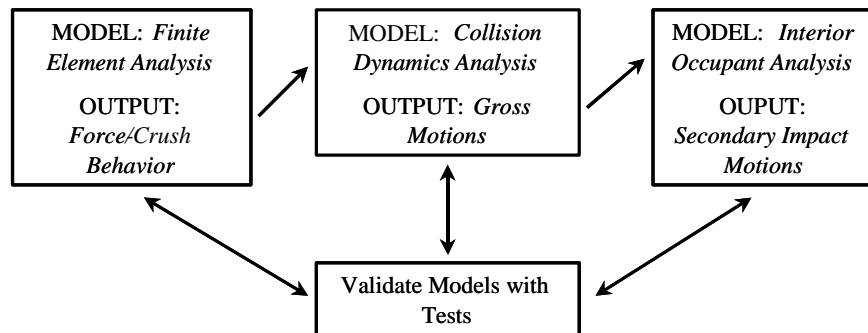 MODEL: Finite
Element Analysis
OUTPUT:
Force/Crush
Behavior
MODEL: Collision
Dynamics Analysis
OUTPUT: Gross
Motions
MODEL: Interior
Occupant Analysis
OUPUT:
Secondary Impact
Motions
Validate Models with
Tests